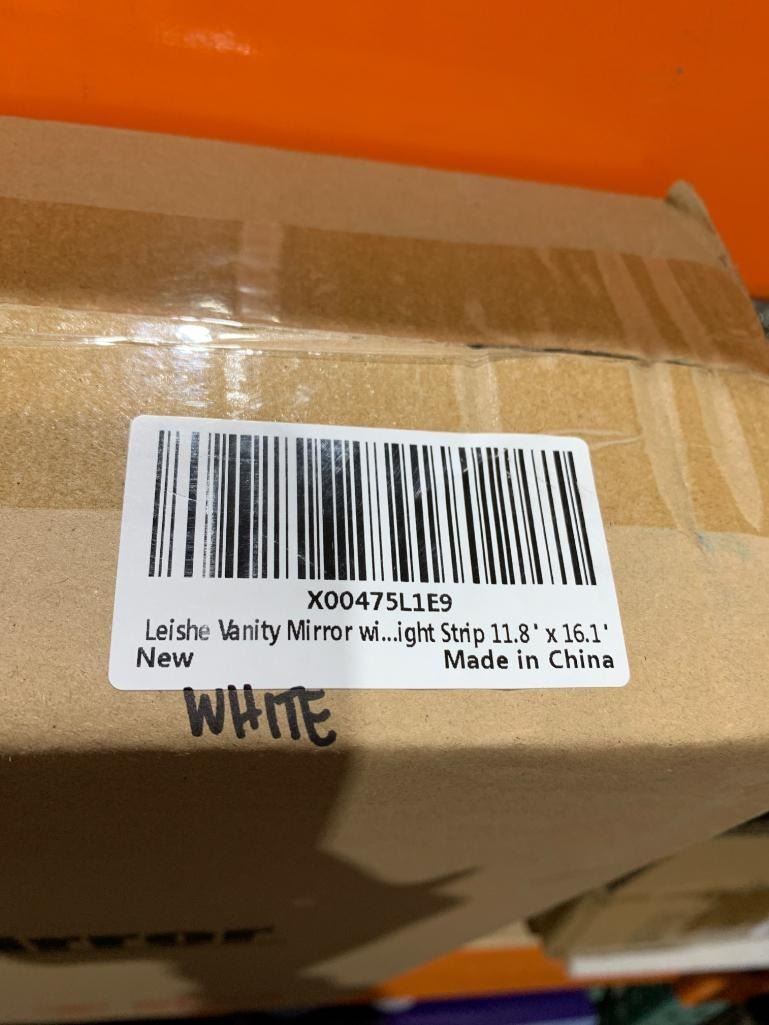 X00475L1E9
Leishe Vanity Mirror wi...ight Strip 11.8' x 16.1'
New Made in China
WHITE